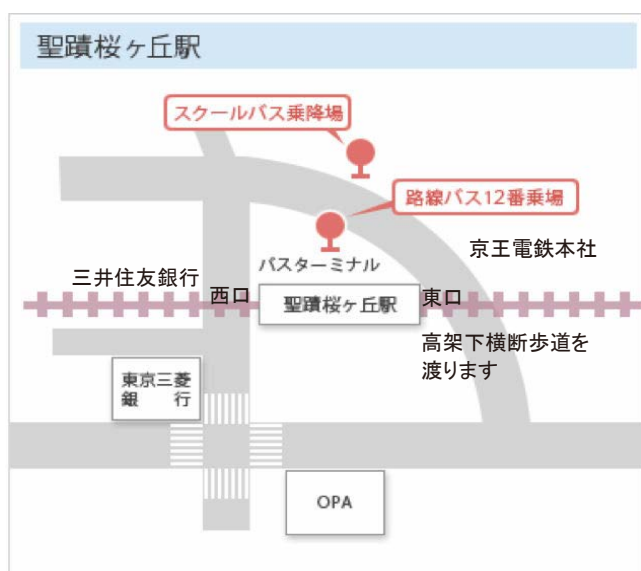 聖蹟桜ヶ丘駅
スクールバス乗降場
路線バス12番乗場
京王電鉄本社
バスターミナル
三井住友銀行
西口
聖蹟桜ヶ丘駅
東口
高架下横断歩道を
渡ります
東京三菱
銀　行
OPA